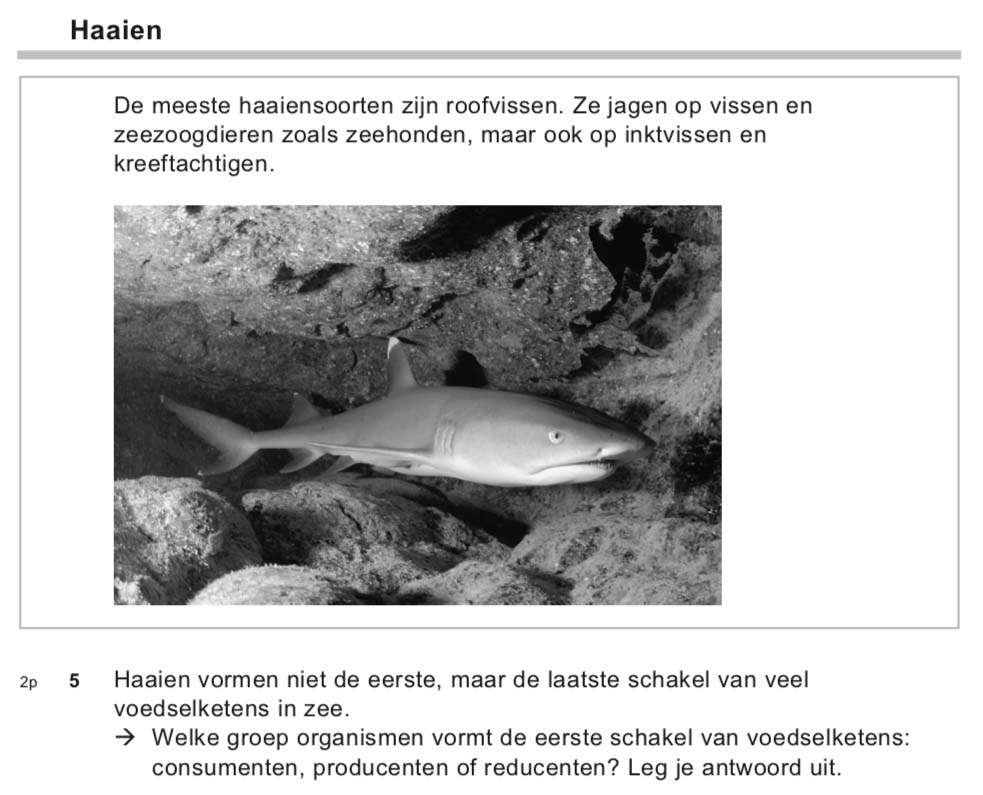 Haaien
De meeste haaiensoorten zijn roofvissen. Ze jagen op vissen en
zeezoogdieren zoals zeehonden, maar ook op inktvissen en
kreeftachtigen.
2p 5 Haaien vormen niet de eerste, maar de laatste schakel van veel
voedselketens in zee.
→ Welke groep organismen vormt de eerste schakel van voedselketens:
consumenten, producenten of reducenten? Leg je antwoord uit.